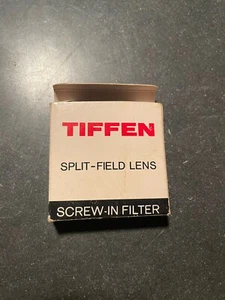 TIFFEN
SPLIT-FIELD LENS
SCREW-IN FILTER